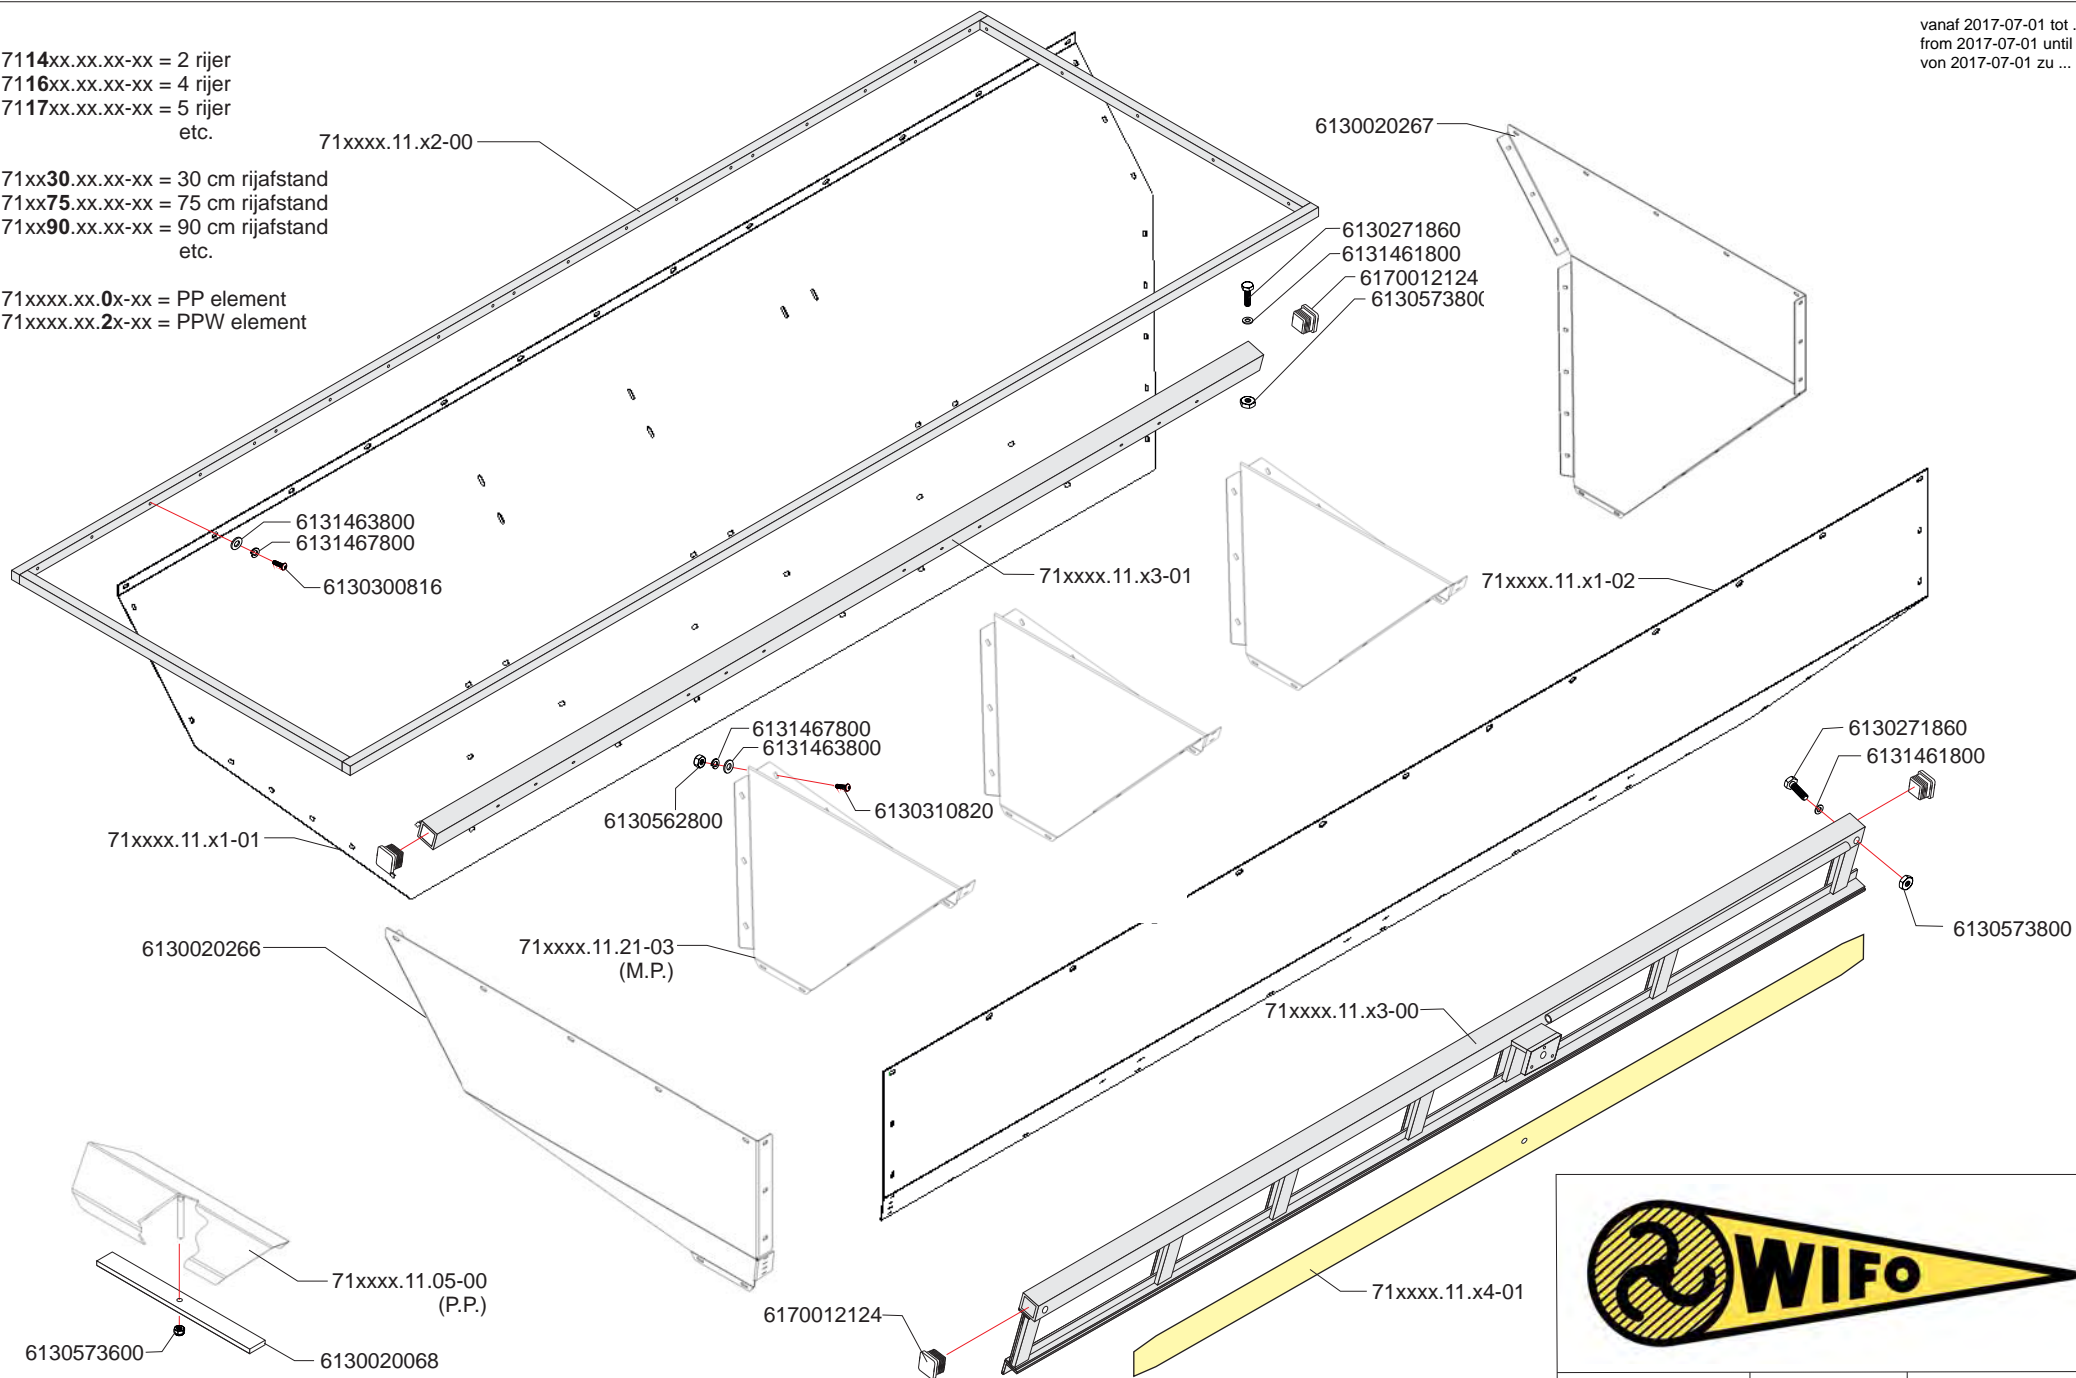 vanaf 2017-07-01 tot .
from 2017-07-01 until
von 2017-07-01 zu ...
7114xx.xx.xx-xx = 2 rijer
7116xx.xx.xx-xx = 4 rijer
7117xx.xx.xx-xx = 5 rijer
etc.
71xx30.xx.xx-xx = 30 cm rijafstand
71xx75.xx.xx-xx = 75 cm rijafstand
71xx90.xx.xx-xx = 90 cm rijafstand
etc.
71xxxx.xx.0x-xx = PP element
71xxxx.xx.2x-xx = PPW element
71xxxx.11.x2-00
6130020267
6130271860
6131461800
6170012124
6130573800
6131463800
6131467800
6130300816
71xxxx.11.x3-01
71xxxx.11.x1-02
6131467800
6131463800
6130562800
6130310820
6130271860
6131461800
71xxxx.11.x1-01
6130573800
6130020266
71xxxx.11.21-03
(M.P.)
71xxxx.11.x3-00
71xxxx.11.05-00
(P.P.)
71xxxx.11.x4-01
6170012124
6130573600
6130020068
WIFO